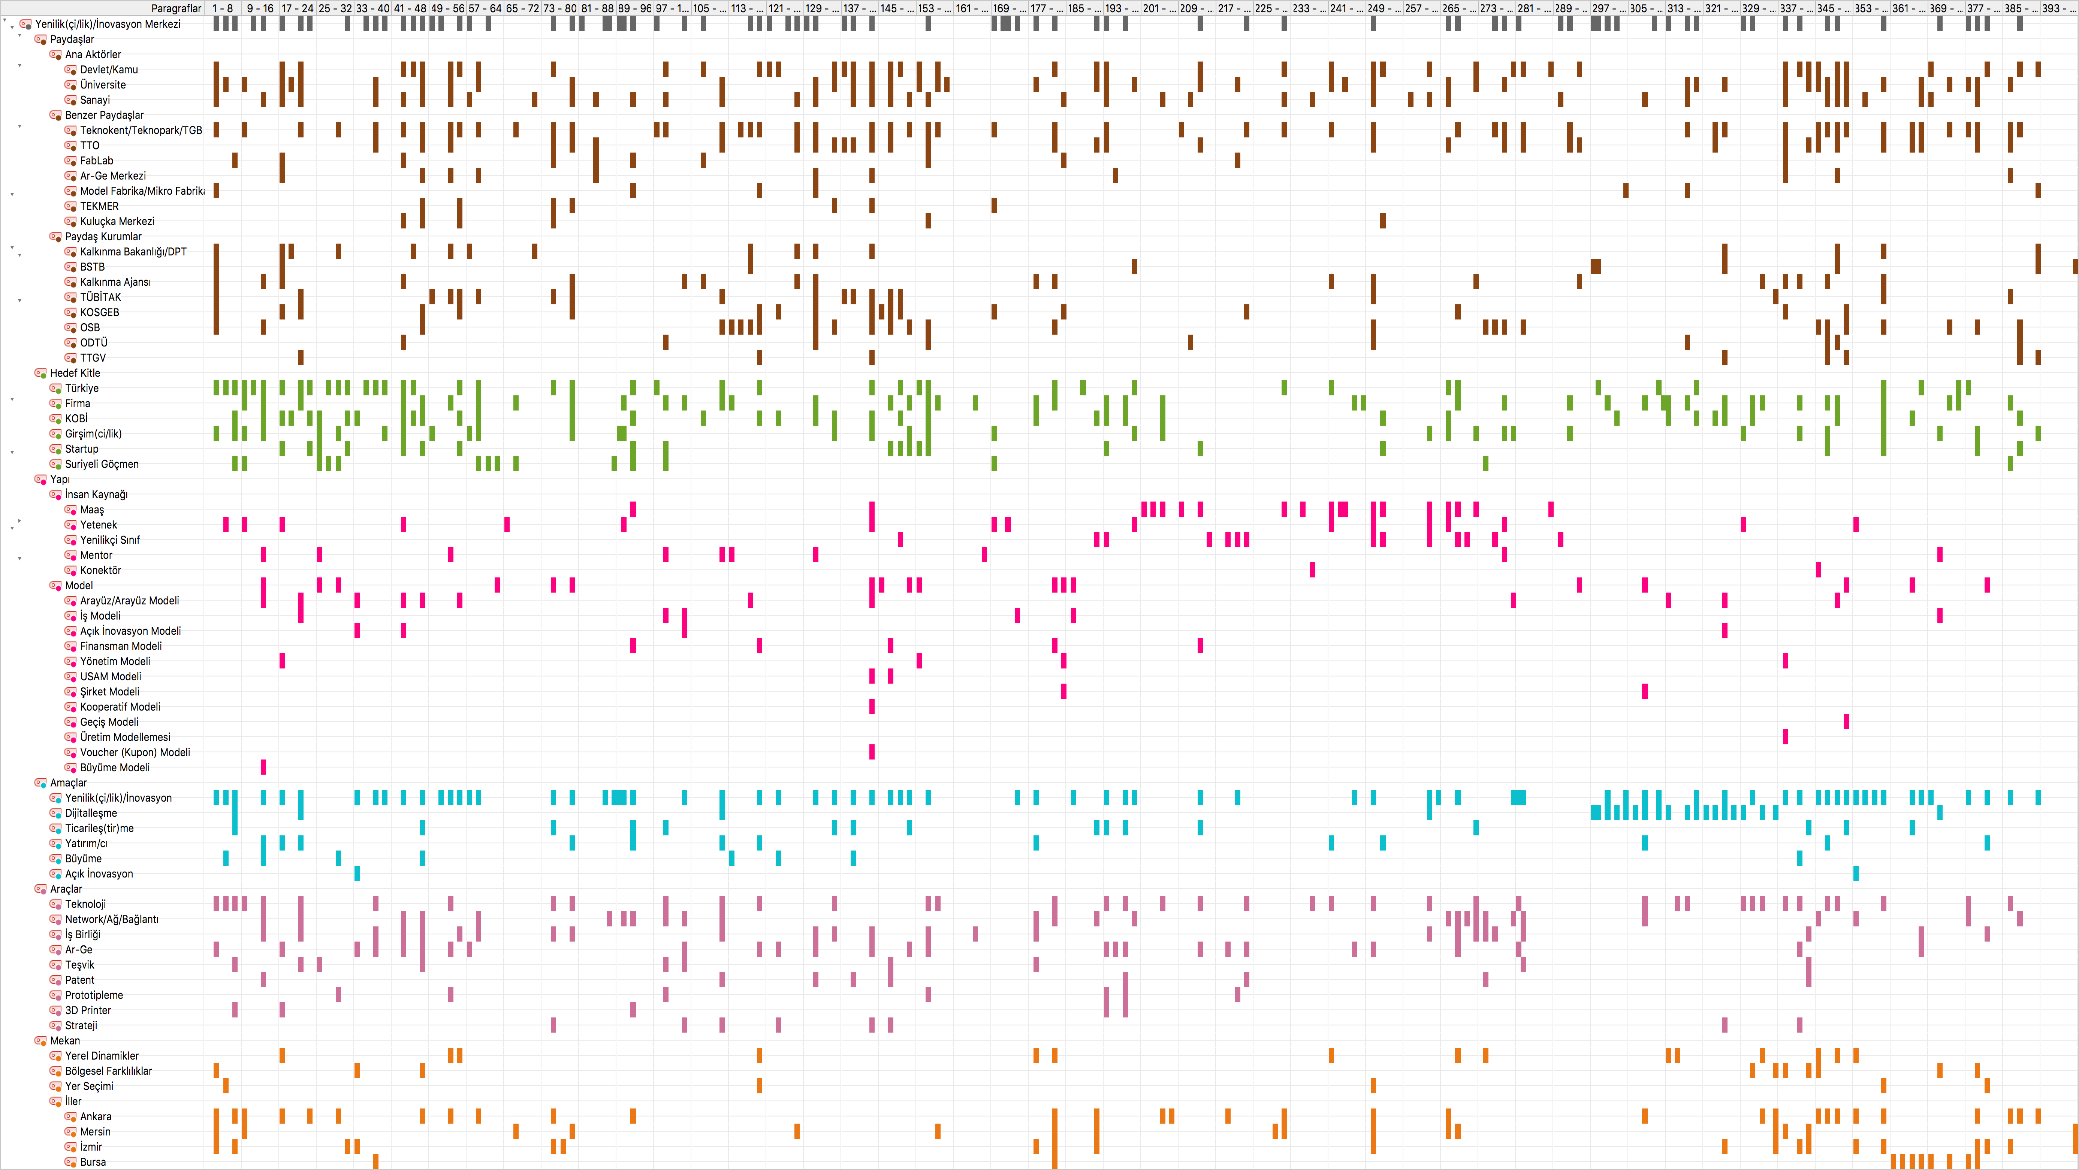 Paragraflar 1 - 8 9 - 16 17 - 24 25 - 32 33 - 40 41 - 48 49 - 56 57 - 64 65 - 72 73 - 80 81 - 88 89 - 96 97 - 1... 105 - ... 113 - ... 121 - ... 129 - ... 137 - ... 145 - ... 153 - ... 161 - ... 169 - ... 177 - ... 185 - ... 193 - ... 201 - ... 209 - ... 217 - ... 225 - ... 233 - ... 241 - ... 249 - ... 257 - ... 265 - ... 273 - ... 281 - ... 289 - ... 297 - ... 305 - ... 313 - ... 321 - ... 329 - ... 337 - ... 345 - ... 353 - ... 361 - ... 369 - ... 377 - ... 385 - ... 393 - ...
Yenilik(çi/lik)/İnovasyon Merkezi
Paydaşlar
Ana Aktörler
Devlet/Kamu
Üniversite
Sanayi
Benzer Paydaşlar
Teknokent/Teknopark/TGB
TTO
FabLab
Ar-Ge Merkezi
Model Fabrika/Mikro Fabrika
TEKMER
Kuluçka Merkezi
Paydaş Kurumlar
Kalkınma Bakanlığı/DPT
BSTB
Kalkınma Ajansı
TÜBİTAK
KOSGEB
OSB
ODTÜ
TTGV
Hedef Kitle
Türkiye
Firma
KOBİ
Girşim(ci/lik)
Startup
Suriyeli Göçmen
Yapı
İnsan Kaynağı
Maaş
Yetenek
Yenilikçi Sınıf
Mentor
Konektör
Model
Arayüz/Arayüz Modeli
İş Modeli
Açık İnovasyon Modeli
Finansman Modeli
Yönetim Modeli
USAM Modeli
Şirket Modeli
Kooperatif Modeli
Geçiş Modeli
Üretim Modellemesi
Voucher (Kupon) Modeli
Büyüme Modeli
Amaçlar
Yenilik(çi/lik)/İnovasyon
Dijitalleşme
Ticarileş(tir)me
Yatırım/cı
Büyüme
Açık İnovasyon
Araçlar
Teknoloji
Network/Ağ/Bağlantı
İş Birliği
Ar-Ge
Teşvik
Patent
Prototipleme
3D Printer
Strateji
Mekan
Yerel Dinamikler
Bölgesel Farklılıklar
Yer Seçimi
İller
Ankara
Mersin
İzmir
Bursa